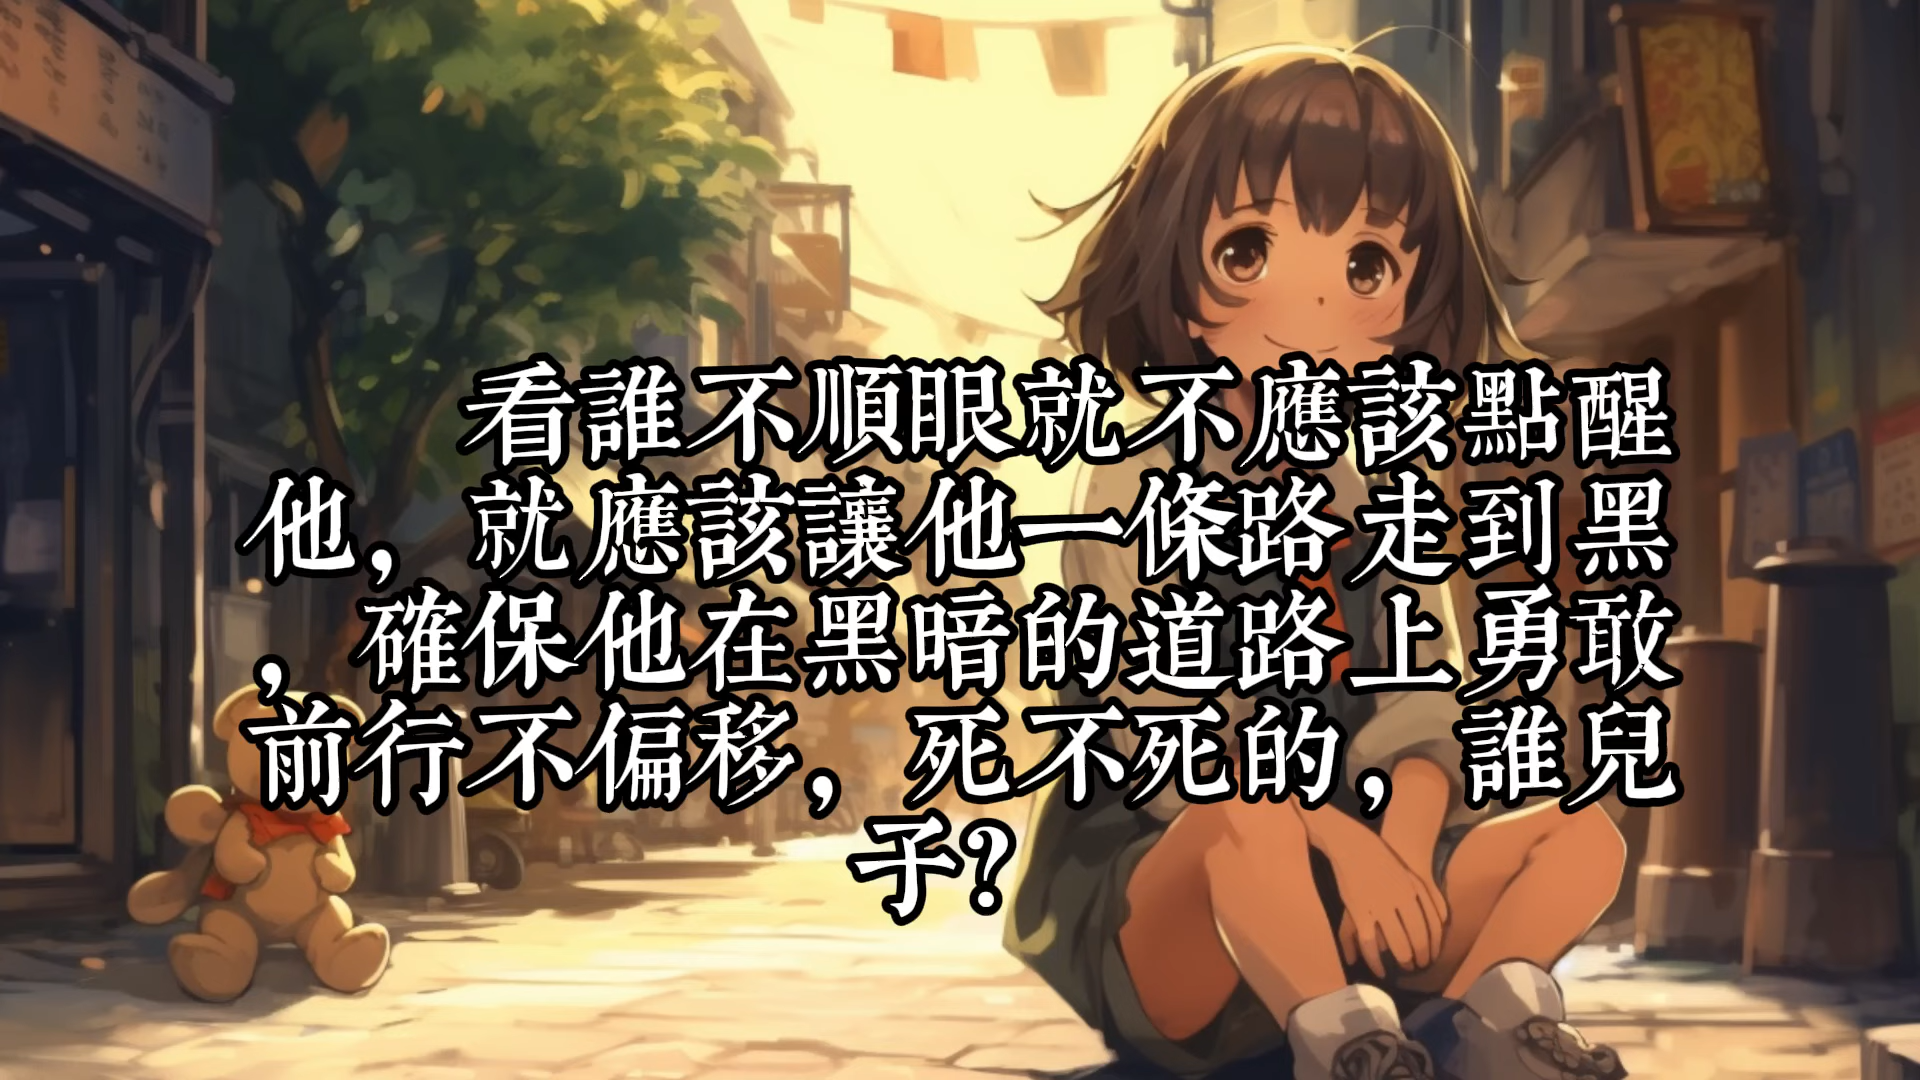 看誰不順眼就不應該點醒
他，就應該讓他一條路走到黑
，確保他在黑暗的道路上勇敢
前行不偏移，死不死的，誰兒
子？